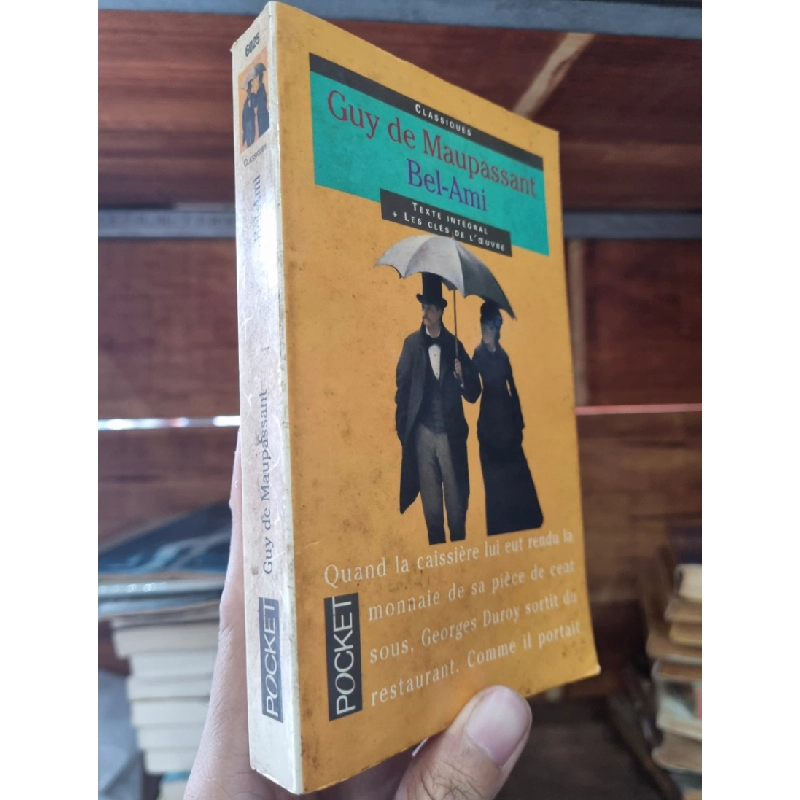 6025
CLASSIQUES
Bel-Ami
Guy de Maupassant
POCKET
CLASSIQUES
Guy de Maupassant
Bel-Ami
TEXTE INTÉGRAL
+ LES CLÉS DE L'ŒUVRE
Quand la caissière lui eut rendu la
monnaie de sa pièce de cent
sous, Georges Duroy sortit du
restaurant. Comme il portait
POCKET